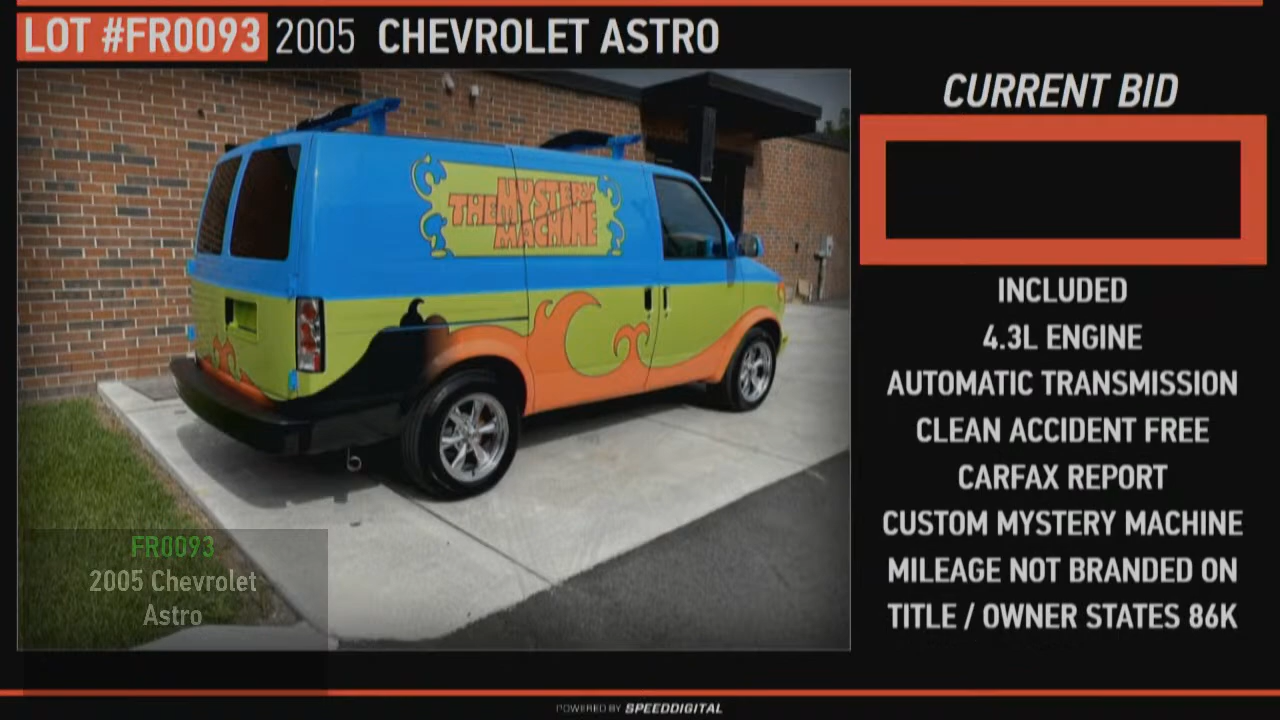 LOT #FR0093 2005 CHEVROLET ASTRO
CURRENT BID
THE MYSTERY
MACHINE
INCLUDED
4.3L ENGINE
AUTOMATIC TRANSMISSION
CLEAN ACCIDENT FREE
CARFAX REPORT
CUSTOM MYSTERY MACHINE
MILEAGE NOT BRANDED ON
TITLE / OWNER STATES 86K
FR0093
2005 Chevrolet
Astro
POWERED BY SPEEDDIGITAL